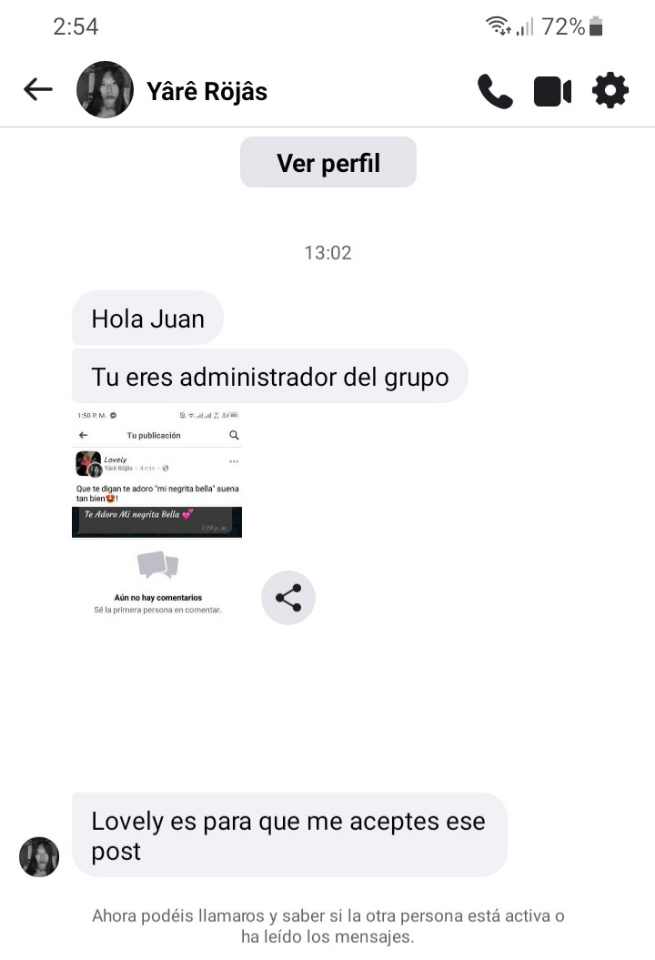 2:54
72%
Yârê Röjâs
Ver perfil
13:02
Hola Juan
Tu eres administrador del grupo
1:50 P. M.
Tu publicación
Lovely
Yârê Röjâs
Que te digan te adoro "mi negrita bella" suena
tan bien🥰!
Te Adoro Mi negrita Bella 💕
Aún no hay comentarios
Sé la primera persona en comentar.
Lovely es para que me aceptes ese
post
Ahora podéis llamaros y saber si la otra persona está activa o
ha leído los mensajes.